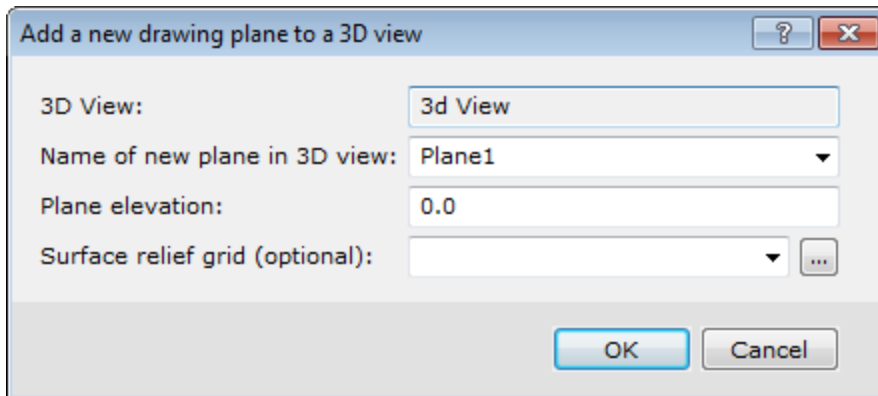 Add a new drawing plane to a 3D view ?
3D View: 3d View
Name of new plane in 3D view: Plane1
Plane elevation: 0.0
Surface relief grid (optional): ...
OK Cancel